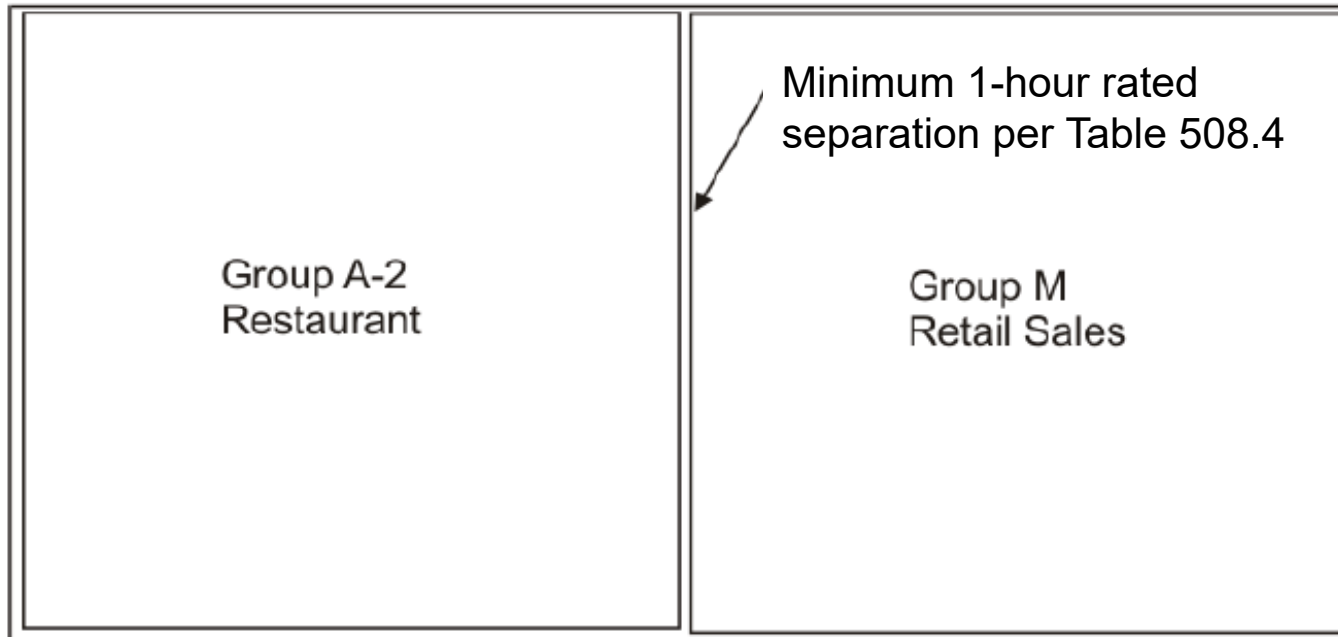 Minimum 1-hour rated
separation per Table 508.4
Group A-2
Restaurant
Group M
Retail Sales